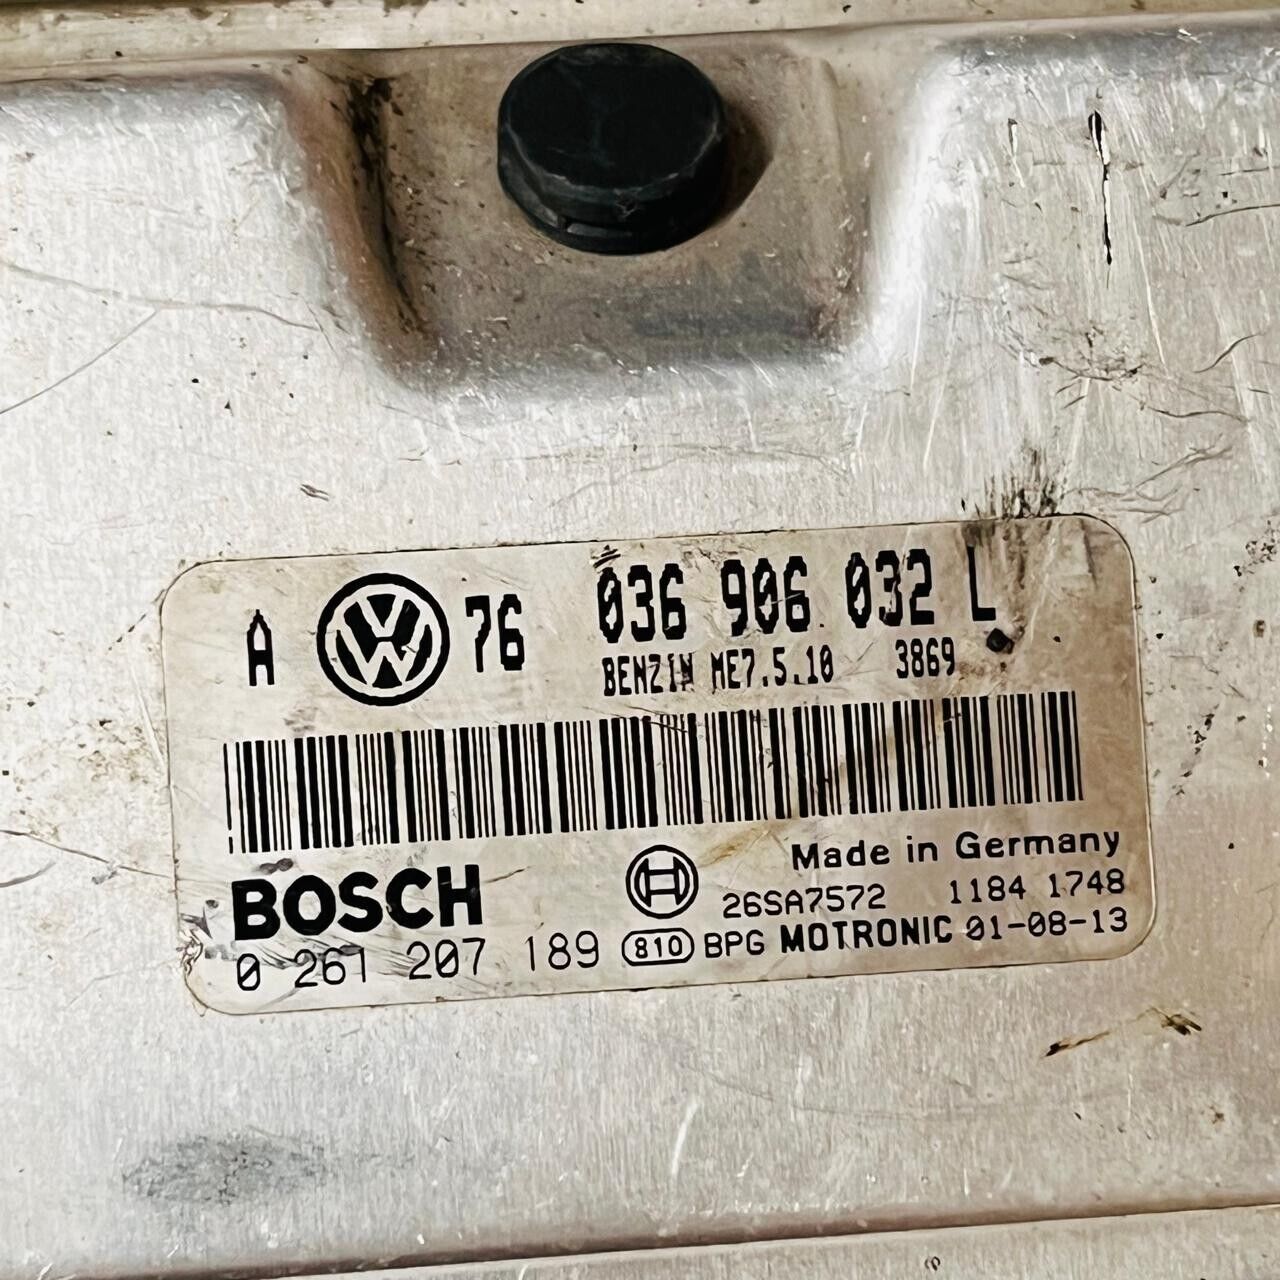 A VW 76 036 906 032 L
BENZIN ME7.5.10 3869
BOSCH Made in Germany
26SA7572 1184 1748
0 261 207 189 810 BPG MOTRONIC 01-08-13